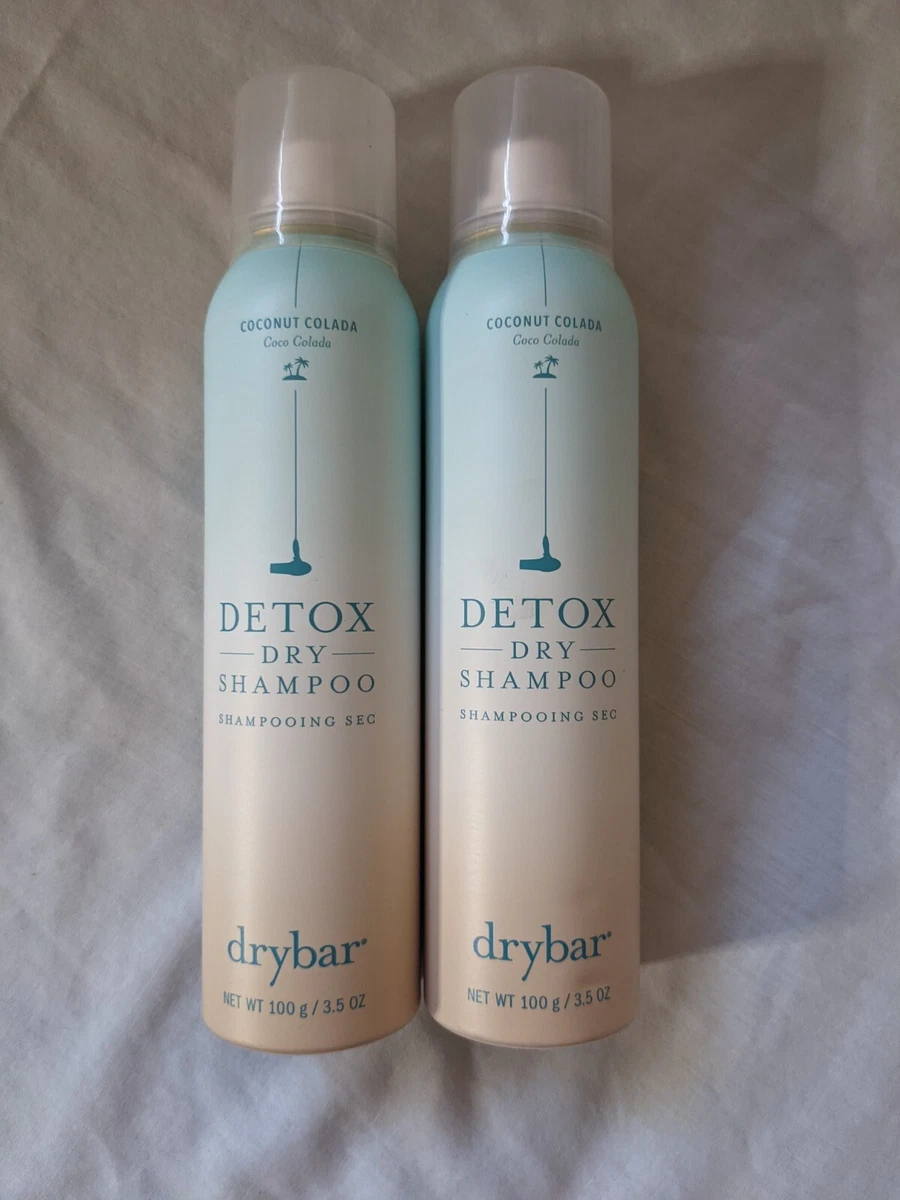 COCONUT COLADA
Coco Colada
DETOX
DRY
SHAMPOO
SHAMPOOING SEC
drybar®
NET WT 100 g / 3.5 OZ
COCONUT COLADA
Coco Colada
DETOX
DRY
SHAMPOO
SHAMPOOING SEC
drybar®
NET WT 100 g / 3.5 OZ